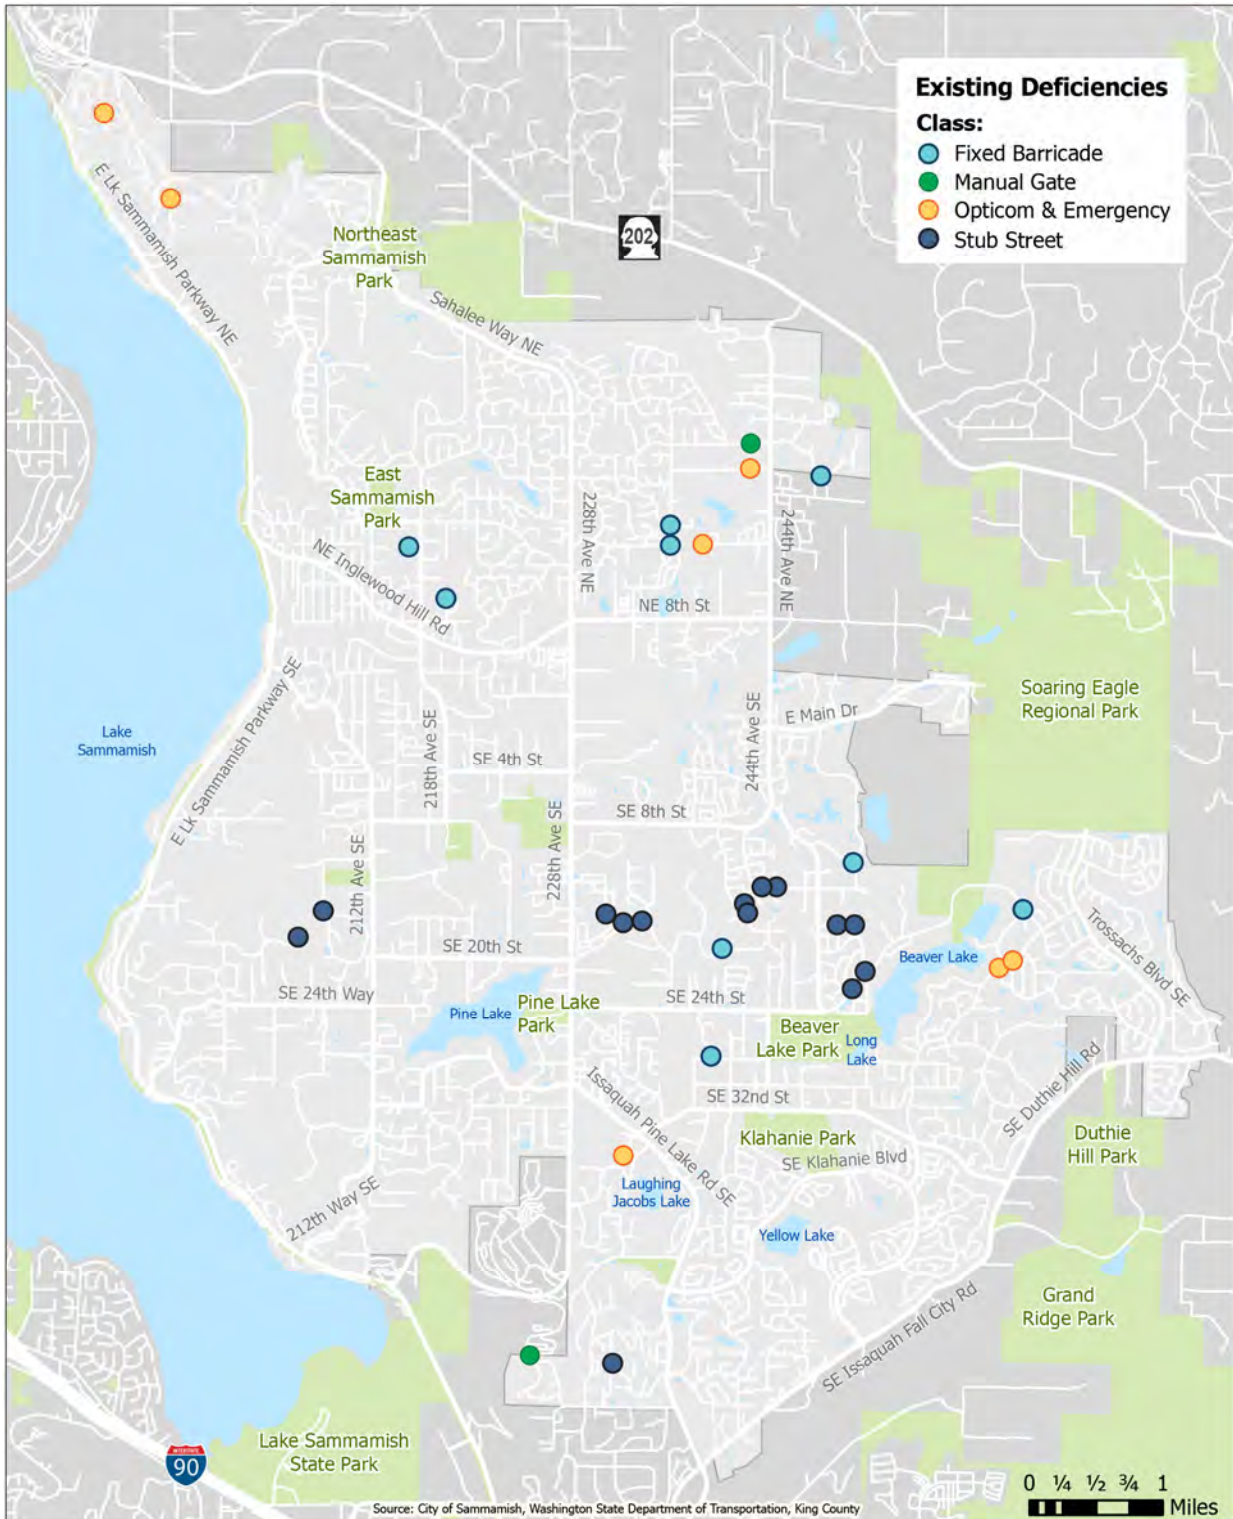 Existing Deficiencies
Class:
Fixed Barricade
Manual Gate
Opticom & Emergency
Stub Street
E Lk Sammamish Parkway NE
Northeast
Sammamish
Park
202
Sahalee Way NE
East
Sammamish
Park
228th Ave NE
244th Ave NE
NE Inglewood Hill Rd
NE 8th St
E Lk Sammamish Parkway SE
Soaring Eagle
Regional Park
Lake
Sammamish
218th Ave SE
244th Ave SE
E Main Dr
SE 4th St
SE 8th St
212th Ave SE
228th Ave SE
SE 20th St
Beaver Lake
Trossachs Blvd SE
SE 24th Way
SE 24th St
Pine Lake
Pine Lake
Park
Beaver
Lake Park
Long
Lake
Issaquah Pine Lake Rd SE
SE 32nd St
SE Duthie Hill Rd
Klahanie Park
SE Klahanie Blvd
Duthie
Hill Park
Laughing
Jacobs Lake
212th Way SE
Yellow Lake
Grand
Ridge Park
SE Issaquah Fall City Rd
Lake Sammamish
State Park
INTERSTATE
90
0 ¼ ½ ¾ 1
Miles
Source: City of Sammamish, Washington State Department of Transportation, King County